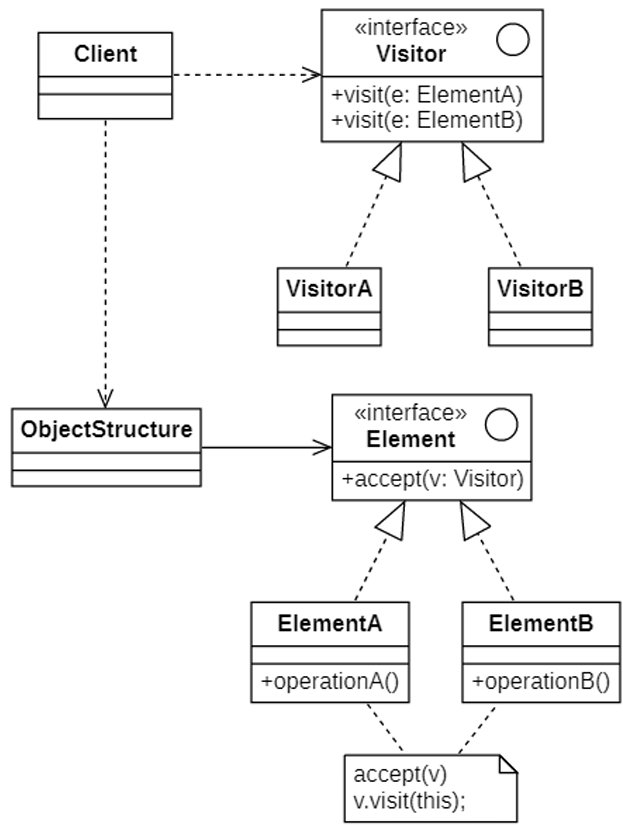 Client
«interface»
Visitor
+visit(e: ElementA)
+visit(e: ElementB)
VisitorA
VisitorB
ObjectStructure
«interface»
Element
+accept(v: Visitor)
ElementA
+operationA()
ElementB
+operationB()
accept(v)
v.visit(this);